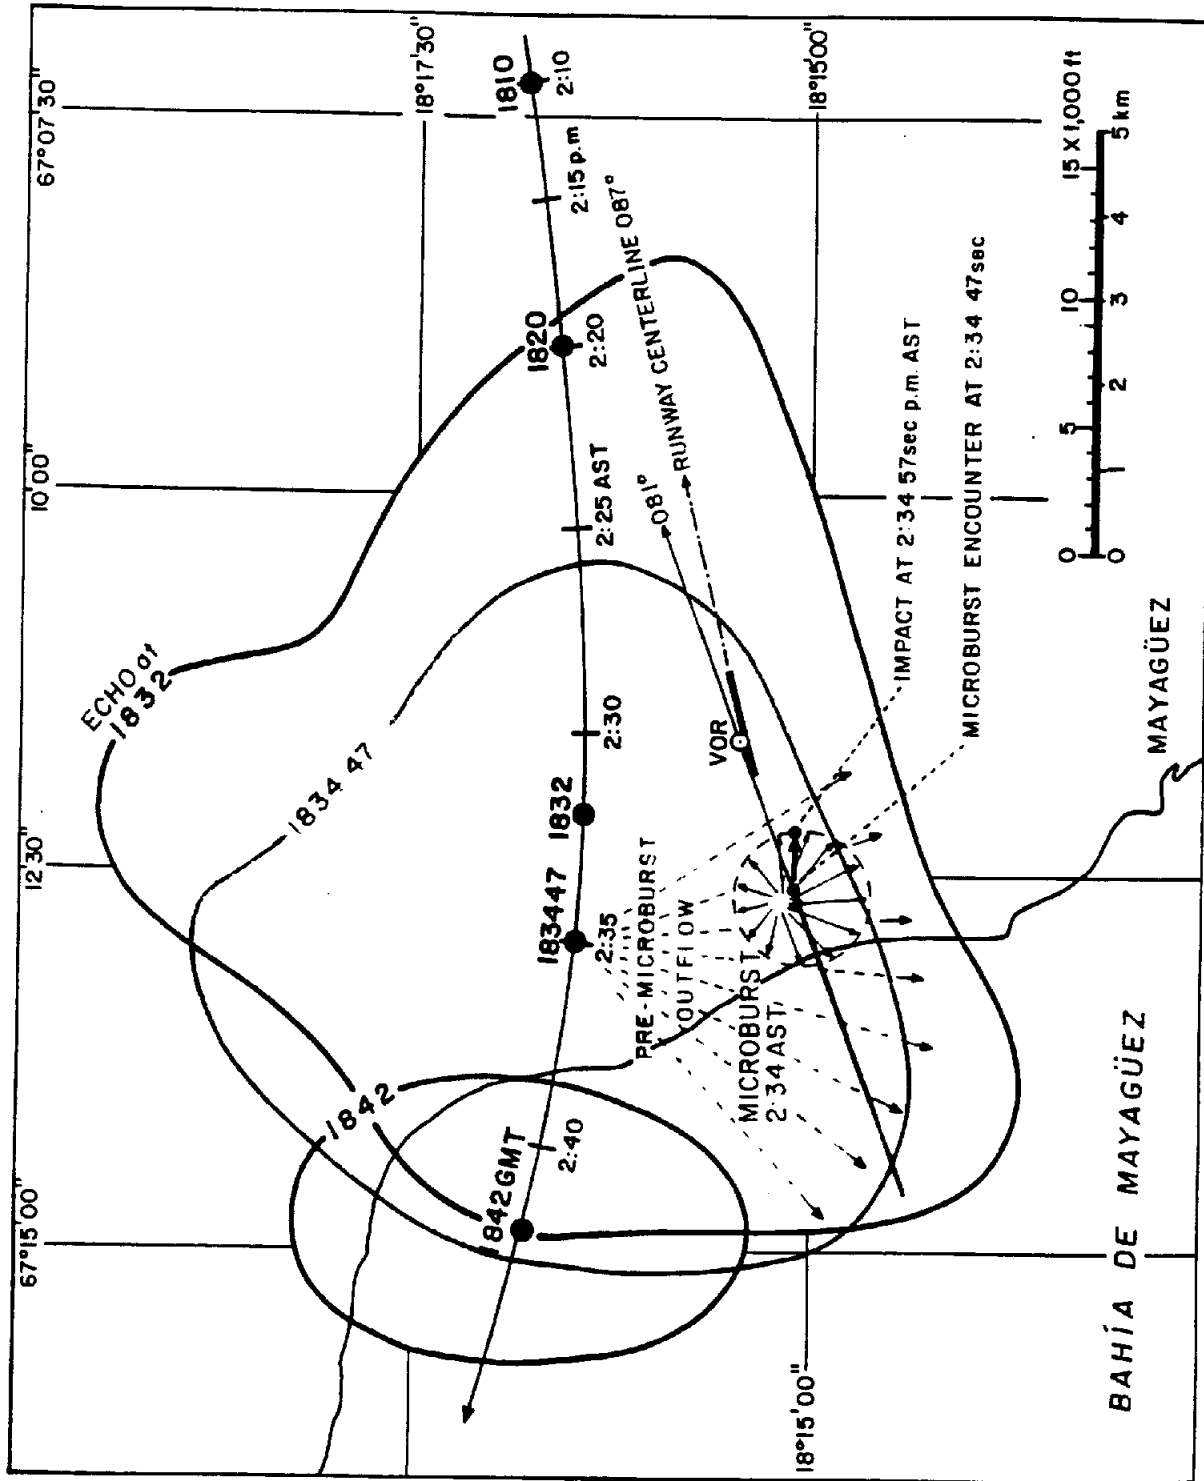 67°15'00"
12'30"
10'00"
67°07'30"
ECHO at
1832
1834 47
18°17'30"
1842
842GMT
183447
1832
1820
1810
2:40
2:35
2:30
2:25 AST
2:20
2:15 p.m
2:10
PRE-MICROBURST
OUTFLOW
081°
RUNWAY CENTERLINE 087°
VOR
MICROBURST
2:34 AST
18°15'00"
18°15'00"
IMPACT AT 2:34 57sec p.m. AST
MICROBURST ENCOUNTER AT 2:34 47sec
0 5 10 15 X 1,000 ft
0 1 2 3 4 5 km
BAHÍA DE MAYAGÜEZ
MAYAGÜEZ